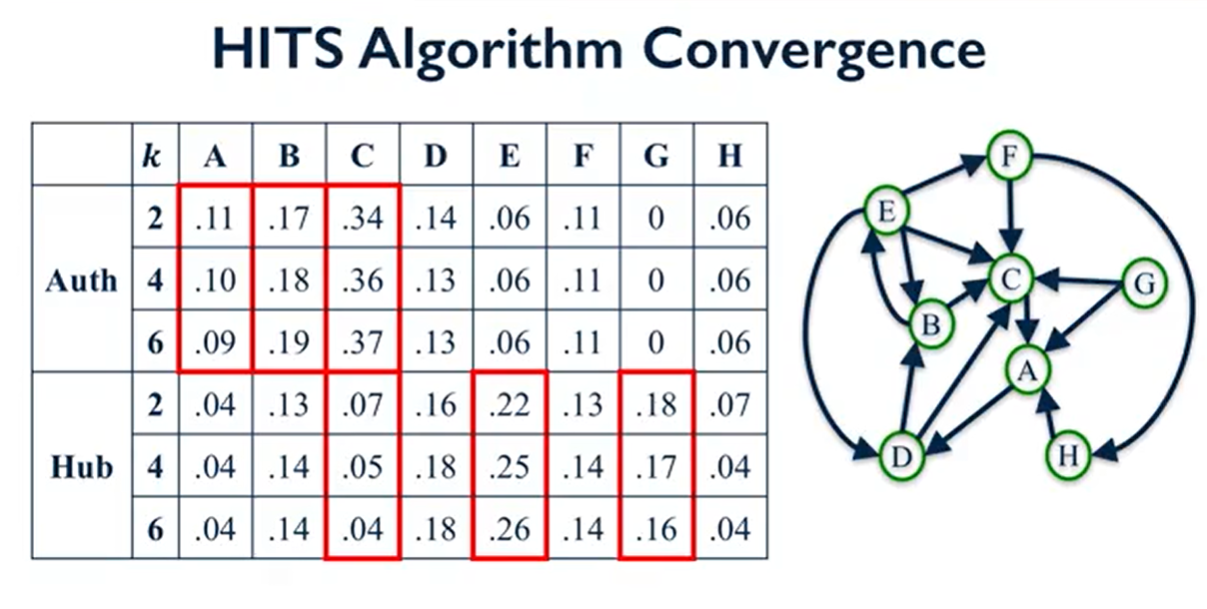 HITS Algorithm Convergence
k A B C D E F G H
Auth
2 .11 .17 .34 .14 .06 .11 0 .06
4 .10 .18 .36 .13 .06 .11 0 .06
6 .09 .19 .37 .13 .06 .11 0 .06
Hub
2 .04 .13 .07 .16 .22 .13 .18 .07
4 .04 .14 .05 .18 .25 .14 .17 .04
6 .04 .14 .04 .18 .26 .14 .16 .04
F
E
C
G
B
A
D
H